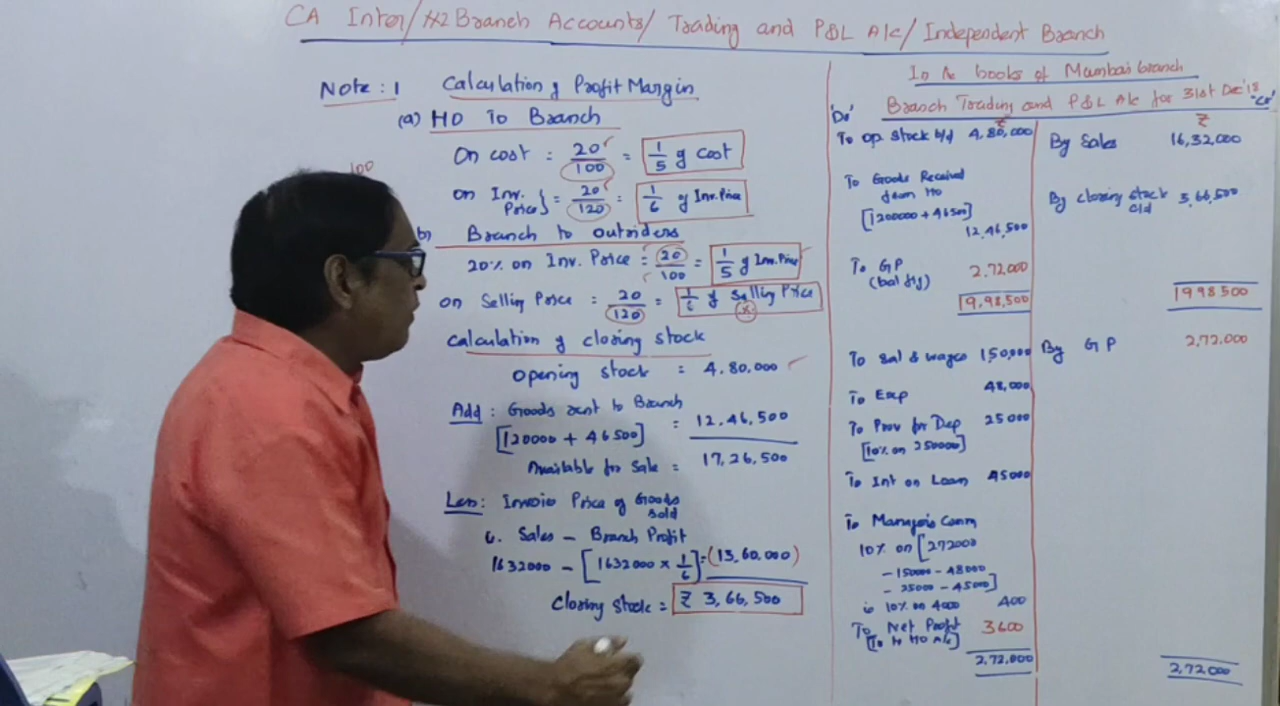 CA Inter/H2 Branch Accounts/ Trading and P&L A/c/ Independent Branch
Note: 1 Calculation of Profit Margin
(a) HO To Branch
On cost = 20/100 = 1/5 of Cost
100
on Inv. Price} = 20/120 = 1/6 of Inv. Price
b) Branch to outsiders
20% on Inv. Price = 20/100 = 1/5 of Inv. Price
on Selling Price = 20/120 = 1/6 of Selling Price
Calculation of closing stock
Opening stock = 4,80,000
Add: Goods sent to Branch
[120000 + 46500] = 12,46,500
Available for Sale = 17,26,500
Less: Invoice Price of Goods sold
Sales - Branch Profit
1632000 - [1632000 x 1/6] = (13,60,000)
Closing stock = ₹ 3,66,500
In the books of Mumbai branch
Branch Trading and P&L A/c for 31st Dec'18
'Dr' "Cr"
₹ ₹
To op. stock b/d 4,80,000 By Sales 16,32,000
To Goods Received
from HO
[1200000 + 46500]
12,46,500
By closing stock c/d 3,66,500
To GP
(bal fig) 2,72,000
19,98,500 1998500
To Sal & wages 1,50,000 By GP 2,72,000
To Exp 48,000
To Prov for Dep 25000
[10% on 250000]
To Int on Loan 45000
To Manager's Comm
10% on [272000
- 150000 - 48000
- 25000 - 45000]
10% on 4000 400
To Net Profit 3600
[To HO A/c]
2,72,000 2,72,000